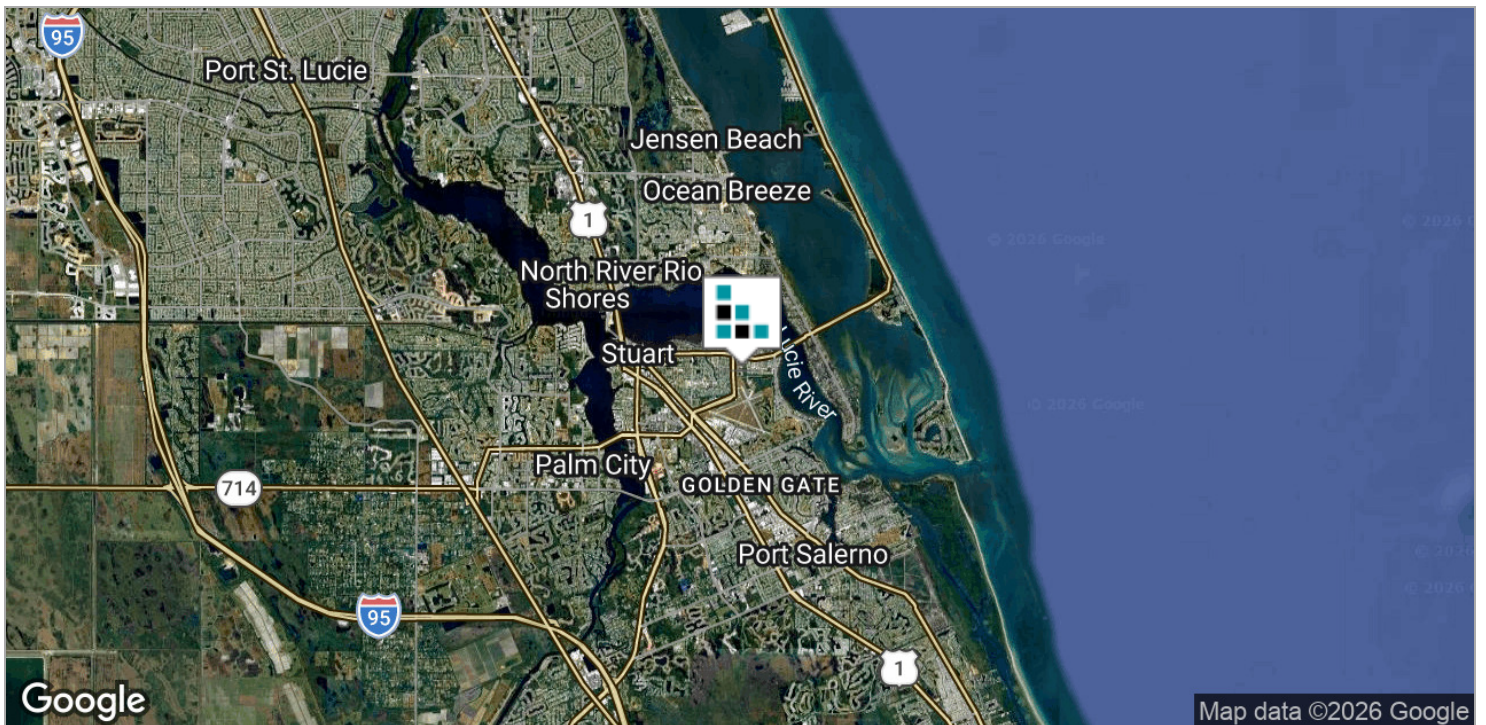 95
Port St. Lucie
Jensen Beach
Ocean Breeze
1
© 2026 Google
North River Rio
Shores
Stuart
Lucie River
© 2026 Google
Palm City
714
GOLDEN GATE
Port Salerno
95
1
Google
Map data ©2026 Google